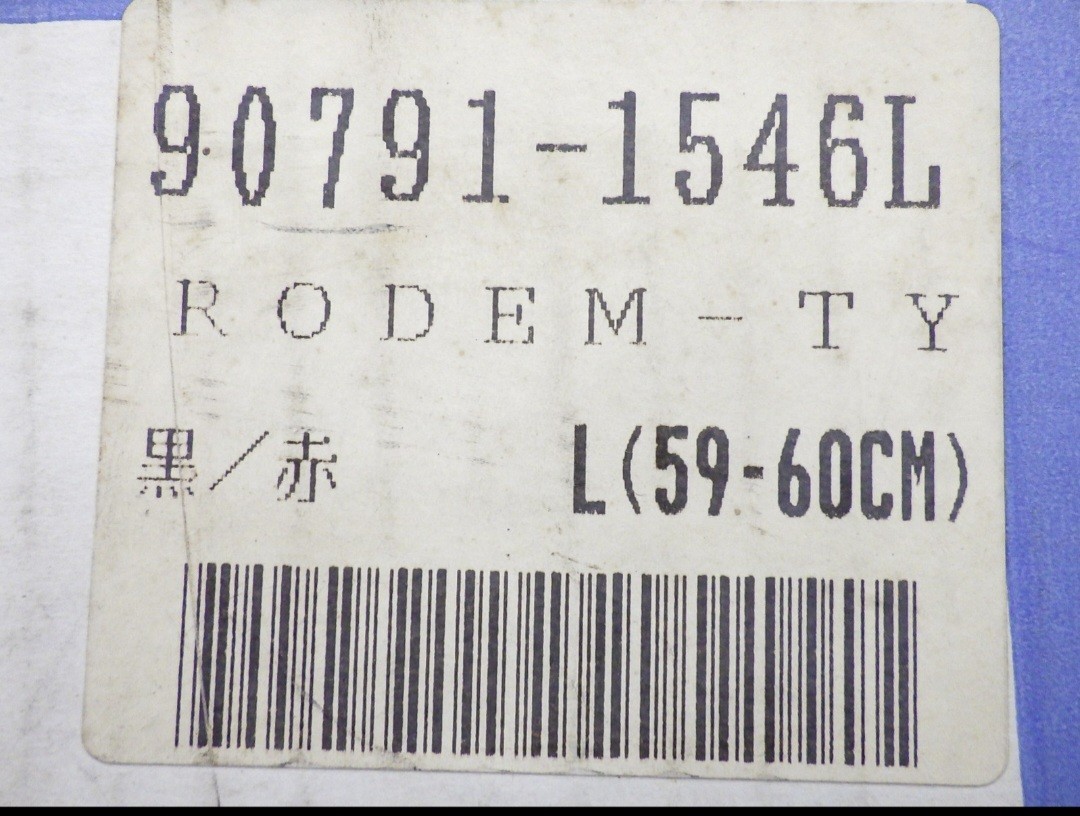 90791-1546L
RODEM-TY
黒／赤 L(59-60CM)